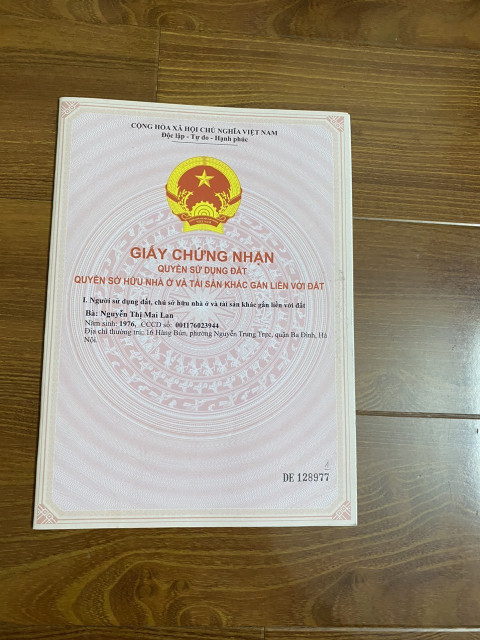 CỘNG HÒA XÃ HỘI CHỦ NGHĨA VIỆT NAM
Độc lập - Tự do - Hạnh phúc
GIẤY CHỨNG NHẬN
QUYỀN SỬ DỤNG ĐẤT
QUYỀN SỞ HỮU NHÀ Ở VÀ TÀI SẢN KHÁC GẮN LIỀN VỚI ĐẤT
I. Người sử dụng đất, chủ sở hữu nhà ở và tài sản khác gắn liền với đất
Bà: Nguyễn Thị Mai Lan
Năm sinh: 1976, CCCD số: 001176023944
Địa chỉ thường trú: 16 Hàng Bún, phường Nguyễn Trung Trực, quận Ba Đình, Hà
Nội.
DE 128977